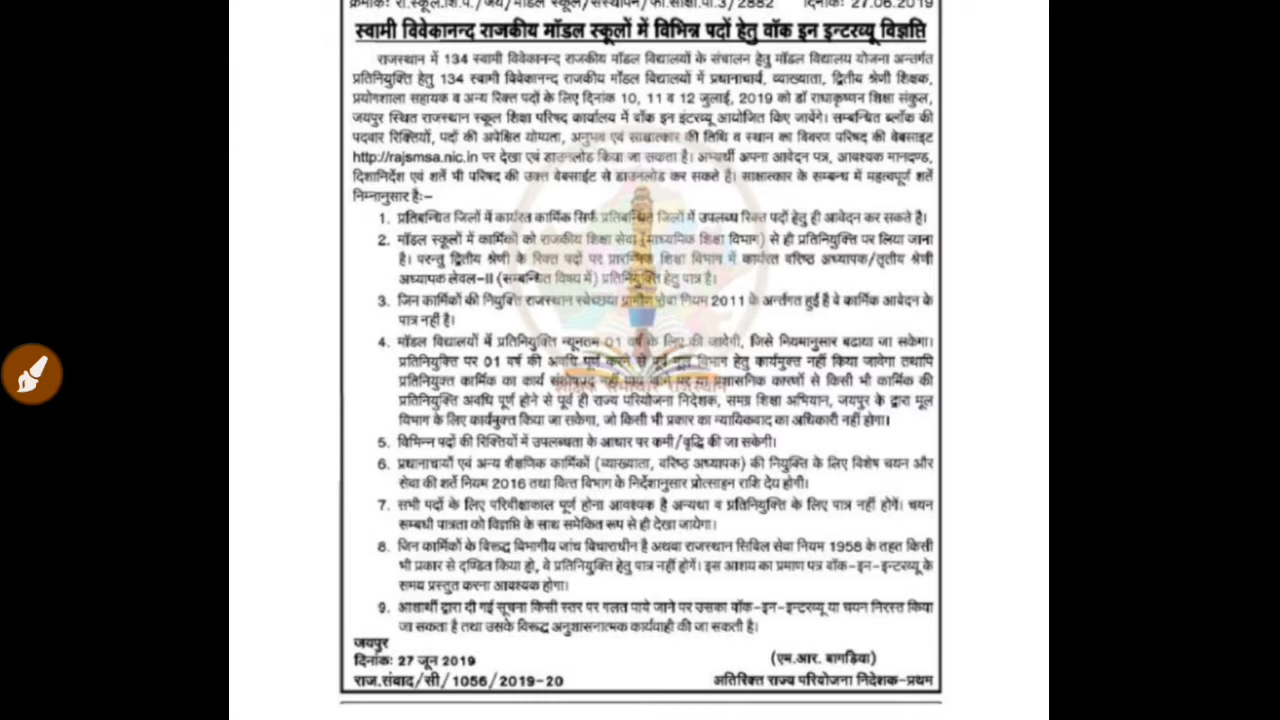 क्रमांकः रा.स्कूल.शि.प./जय/मॉडल स्कूल/संस्थापन/फा.साक्षा.पी.3/2882 दिनांकः 27.06.2019
स्वामी विवेकानन्द राजकीय मॉडल स्कूलों में विभिन्न पदों हेतु वॉक इन इन्टरव्यू विज्ञप्ति
राजस्थान में 134 स्वामी विवेकानन्द राजकीय मॉडल विद्यालयों के संचालन हेतु मॉडल विद्यालय योजना अन्तर्गत
प्रतिनियुक्ति हेतु 134 स्वामी विवेकानन्द राजकीय मॉडल विद्यालयों में प्रधानाचार्य, व्याख्याता, द्वितीय श्रेणी शिक्षक,
प्रयोगशाला सहायक व अन्य रिक्त पदों के लिए दिनांक 10, 11 व 12 जुलाई, 2019 को डॉ राधाकृष्णन शिक्षा संकुल,
जयपुर स्थित राजस्थान स्कूल शिक्षा परिषद कार्यालय में वॉक इन इंटरव्यू आयोजित किए जावेंगे। सम्बन्धित ब्लॉक की
पदवार रिक्तियों, पदों की अपेक्षित योग्यता, अनुभव एवं साक्षात्कार की तिथि व स्थान का विवरण परिषद की वेबसाइट
http://rajsmsa.nic.in पर देखा एवं डाउनलोड किया जा सकता है। अभ्यर्थी अपना आवेदन पत्र, आवश्यक मानदण्ड,
दिशानिर्देश एवं शर्ते भी परिषद की उक्त वेबसाईट से डाउनलोड कर सकते है। साक्षात्कार के सम्बन्ध में महत्वपूर्ण शर्तें
निम्नानुसार हैः–
1. प्रतिबन्धित जिलों में कार्यरत कार्मिक सिर्फ प्रतिबन्धित जिलों में उपलब्ध रिक्त पदों हेतु ही आवेदन कर सकते है।
2. मॉडल स्कूलों में कार्मिकों को राजकीय शिक्षा सेवा (माध्यमिक शिक्षा विभाग) से ही प्रतिनियुक्ति पर लिया जाना
है। परन्तु द्वितीय श्रेणी के रिक्त पदों पर प्रारम्भिक शिक्षा विभाग में कार्यरत वरिष्ठ अध्यापक/तृतीय श्रेणी
अध्यापक लेवल–II (सम्बन्धित विषय में) प्रतिनियुक्ति हेतु पात्र है।
3. जिन कार्मिकों की नियुक्ति राजस्थान स्वेच्छया ग्रामीण सेवा नियम 2011 के अर्न्तगत हुई है वे कार्मिक आवेदन के
पात्र नहीं है।
4. मॉडल विद्यालयों में प्रतिनियुक्ति न्यूनतम 01 वर्ष के लिए की जावेगी, जिसे नियमानुसार बढाया जा सकेगा।
प्रतिनियुक्ति पर 01 वर्ष की अवधि पूर्ण करने से पूर्व मूल विभाग हेतु कार्यमुक्त नहीं किया जावेगा तथापि
प्रतिनियुक्त कार्मिक का कार्य संतोषप्रद नहीं पाये जाने पर या प्रशासनिक कारणों से किसी भी कार्मिक की
प्रतिनियुक्ति अवधि पूर्ण होने से पूर्व ही राज्य परियोजना निदेशक, समग्र शिक्षा अभियान, जयपुर के द्वारा मूल
विभाग के लिए कार्यमुक्त किया जा सकेगा, जो किसी भी प्रकार का न्यायिकवाद का अधिकारी नहीं होगा।
5. विभिन्न पदों की रिक्तियों में उपलब्धता के आधार पर कमी/वृद्धि की जा सकेगी।
6. प्रधानाचार्यो एवं अन्य शैक्षणिक कार्मिकों (व्याख्याता, वरिष्ठ अध्यापक) की नियुक्ति के लिए विशेष चयन और
सेवा की शर्ते नियम 2016 तथा वित्त विभाग के निर्देशानुसार प्रोत्साहन राशि देय होगी।
7. सभी पदों के लिए परिवीक्षाकाल पूर्ण होना आवश्यक है अन्यथा व प्रतिनियुक्ति के लिए पात्र नहीं होगें। चयन
सम्बधी पात्रता को विज्ञप्ति के साथ समेकित रूप से ही देखा जायेगा।
8. जिन कार्मिकों के विरूद्ध विभागीय जांच विचाराधीन है अथवा राजस्थान सिविल सेवा नियम 1958 के तहत किसी
भी प्रकार से दण्डित किया हो, वे प्रतिनियुक्ति हेतु पात्र नहीं होगें। इस आशय का प्रमाण पत्र वॉक–इन–इन्टरव्यू के
समय प्रस्तुत करना आवश्यक होगा।
9. आशार्थी द्वारा दी गई सूचना किसी स्तर पर गलत पाये जाने पर उसका वॉक–इन–इन्टरव्यू या चयन निरस्त किया
जा सकता है तथा उसके विरूद्ध अनुशासनात्मक कार्यवाही की जा सकती है।
जयपुर
दिनांकः 27 जून 2019 (एम.आर. बागड़िया)
राज.संवाद/सी/1056/2019-20 अतिरिक्त राज्य परियोजना निदेशक–प्रथम